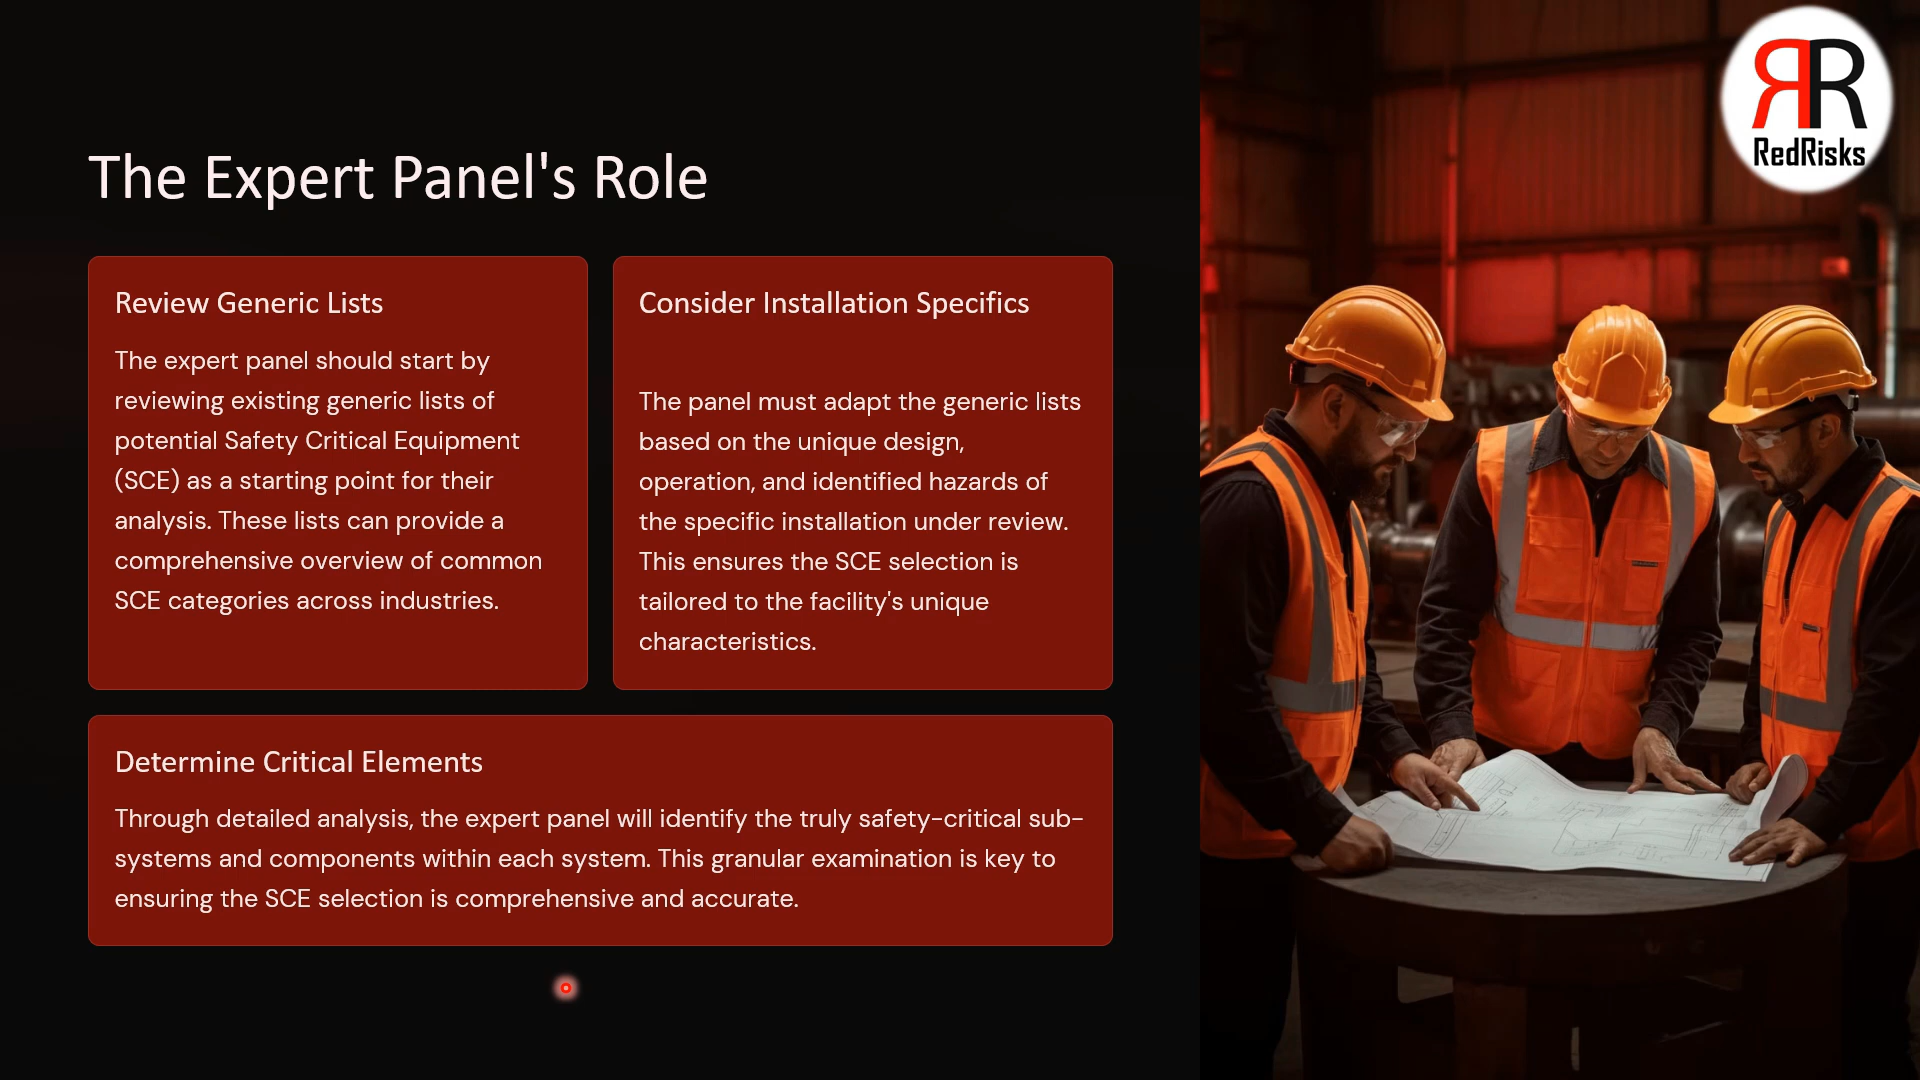 The Expert Panel's Role
Review Generic Lists
The expert panel should start by
reviewing existing generic lists of
potential Safety Critical Equipment
(SCE) as a starting point for their
analysis. These lists can provide a
comprehensive overview of common
SCE categories across industries.
Consider Installation Specifics
The panel must adapt the generic lists
based on the unique design,
operation, and identified hazards of
the specific installation under review.
This ensures the SCE selection is
tailored to the facility's unique
characteristics.
Determine Critical Elements
Through detailed analysis, the expert panel will identify the truly safety-critical sub-
systems and components within each system. This granular examination is key to
ensuring the SCE selection is comprehensive and accurate.
RR
RedRisks